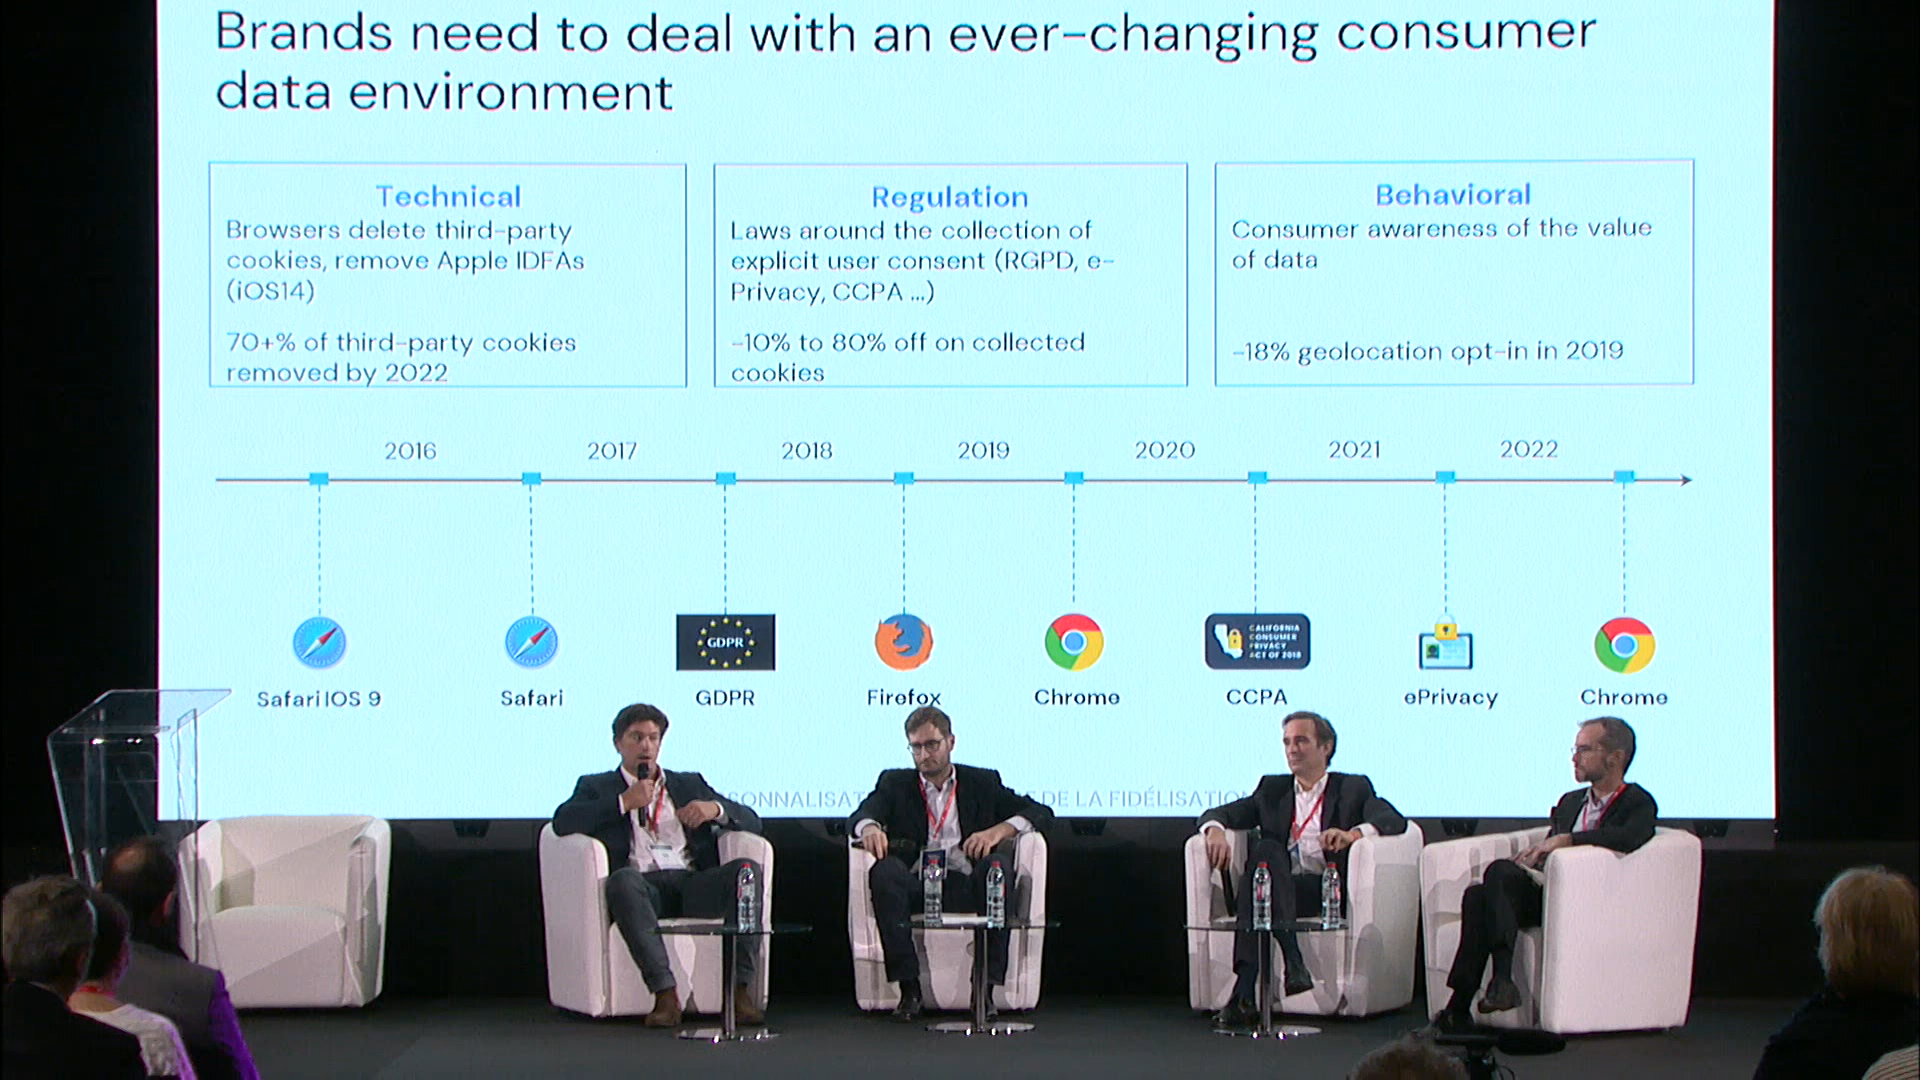 Brands need to deal with an ever-changing consumer
data environment
Technical
Browsers delete third-party
cookies, remove Apple IDFAs
(iOS14)
70+% of third-party cookies
removed by 2022
Regulation
Laws around the collection of
explicit user consent (RGPD, e-
Privacy, CCPA ...)
-10% to 80% off on collected
cookies
Behavioral
Consumer awareness of the value
of data
-18% geolocation opt-in in 2019
2016 2017 2018 2019 2020 2021 2022
GDPR
CALIFORNIA
CONSUMER
PRIVACY
ACT OF 2018
Safari IOS 9 Safari GDPR Firefox Chrome CCPA ePrivacy Chrome
DE LA FIDÉLISATION